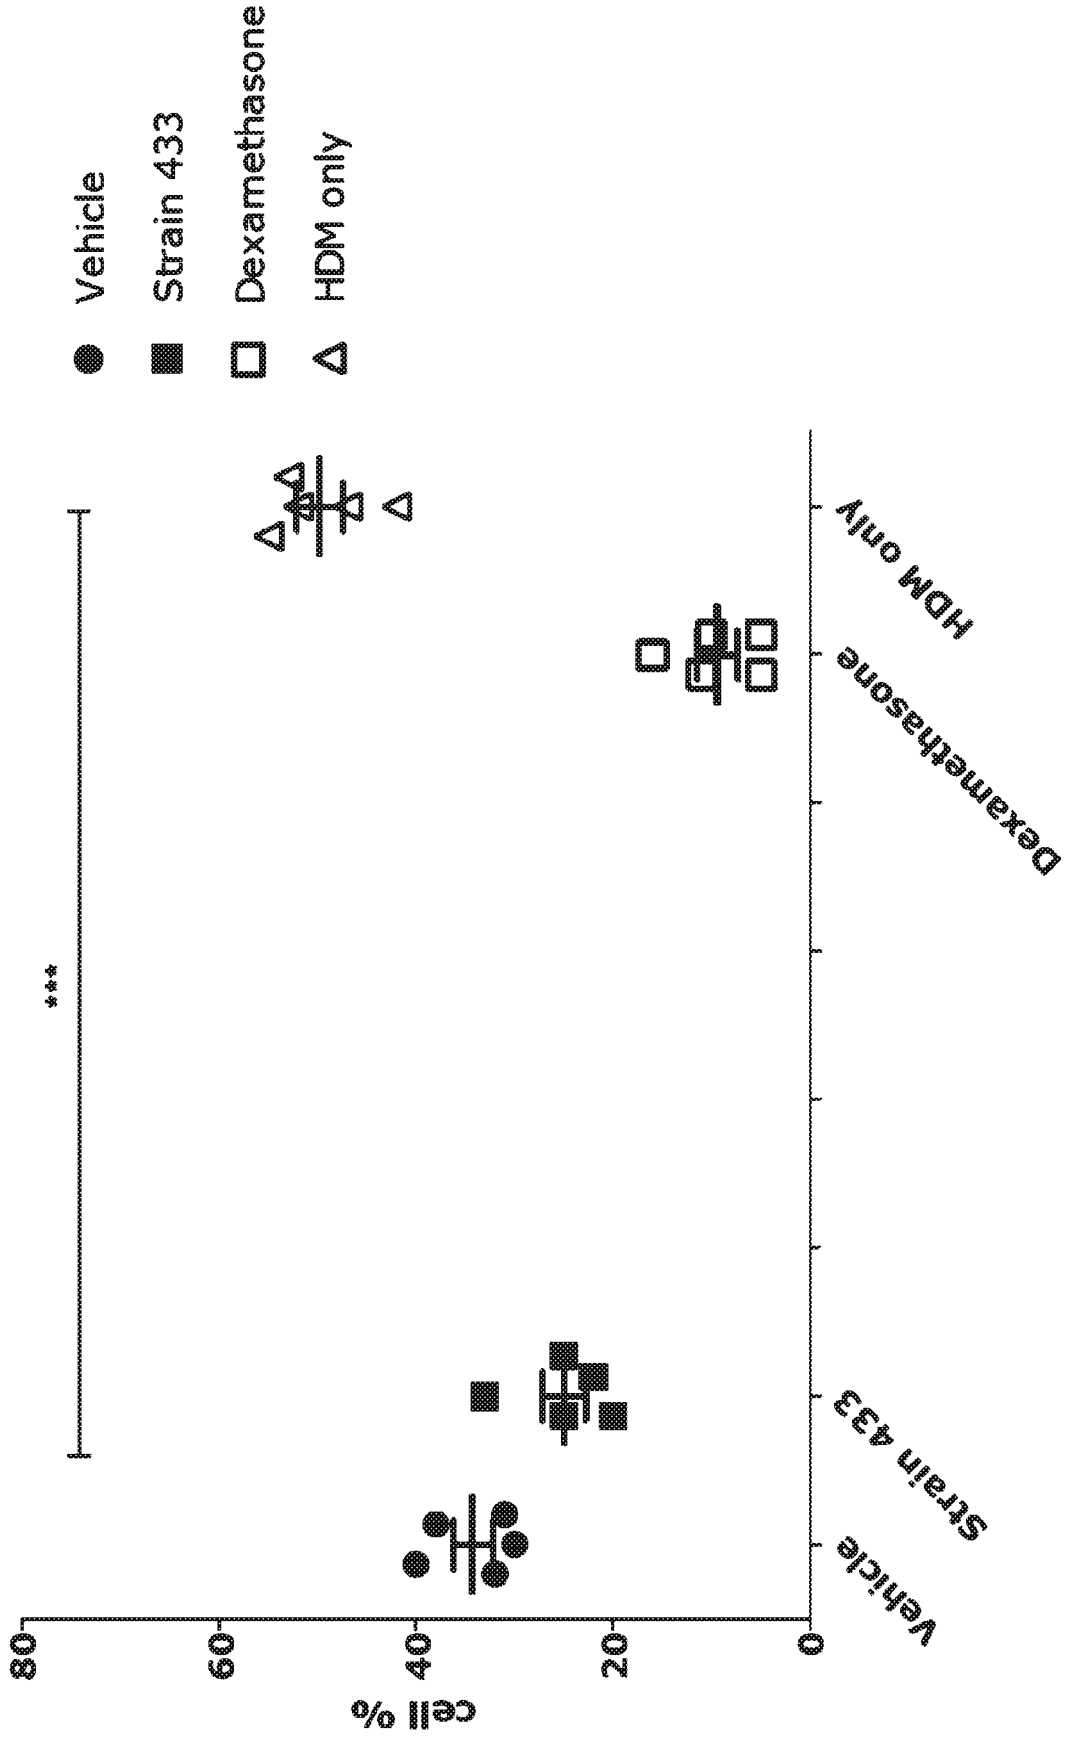 Vehicle
Strain 433
Dexamethasone
HDM only
***
80
60
40
20
0
cell %
Vehicle
Strain 433
Dexamethasone
HDM only